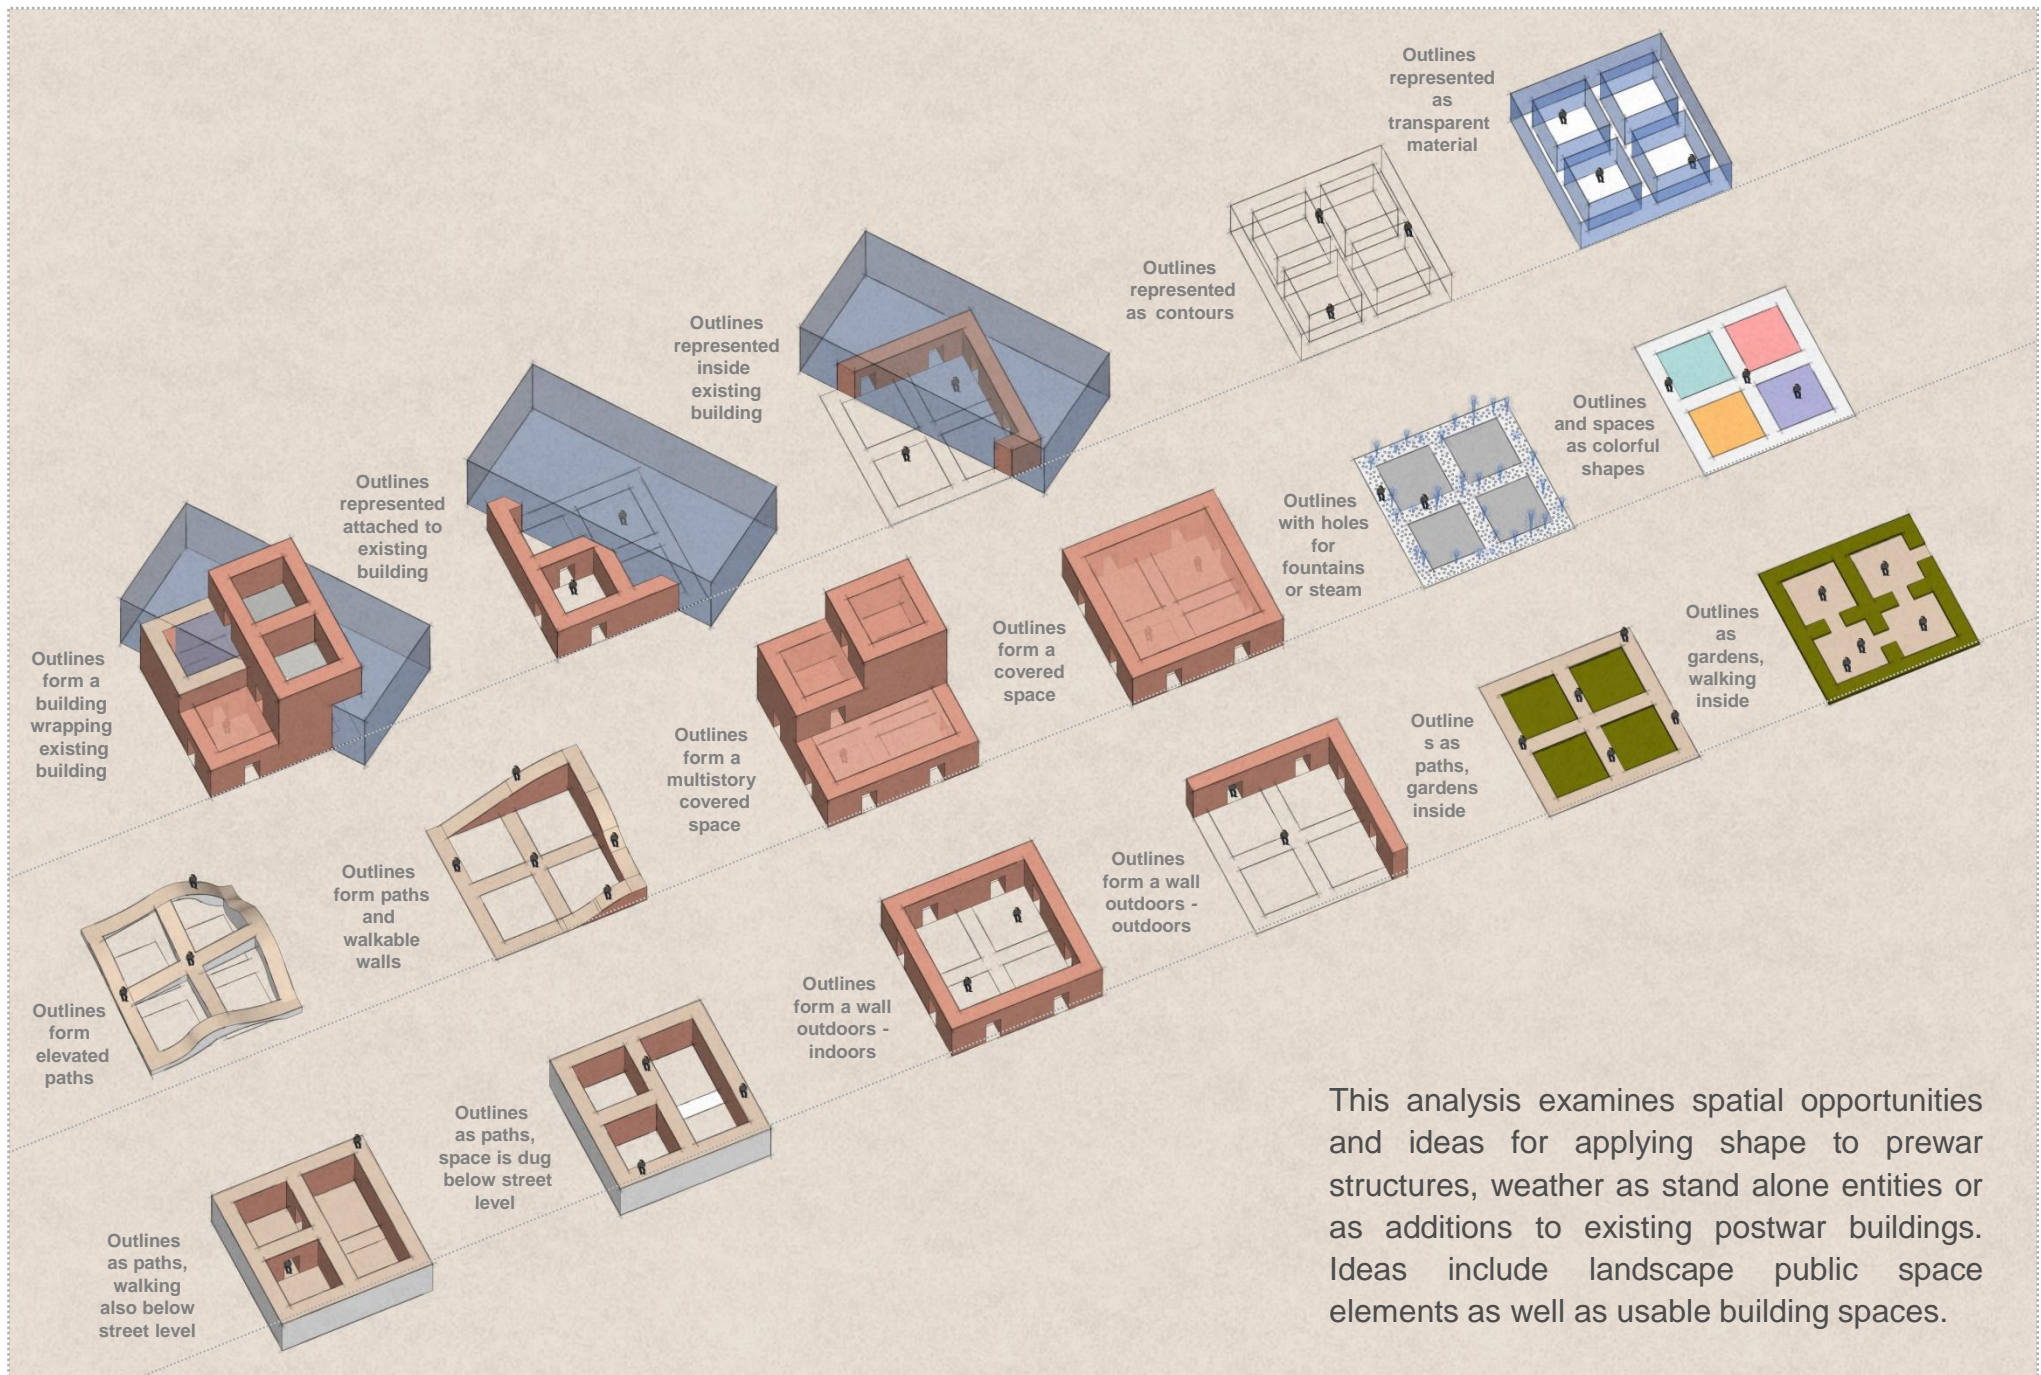 Outlines
represented
as
transparent
material
Outlines
represented
as contours
Outlines
represented
inside
existing
building
Outlines
represented
attached to
existing
building
Outlines
form a
building
wrapping
existing
building
Outlines
and spaces
as colorful
shapes
Outlines
with holes
for
fountains
or steam
Outlines
form a
covered
space
Outlines
form a
multistory
covered
space
Outlines
form paths
and
walkable
walls
Outlines
form
elevated
paths
Outlines
as
gardens,
walking
inside
Outline
s as
paths,
gardens
inside
Outlines
form a wall
outdoors -
outdoors
Outlines
form a wall
outdoors -
indoors
Outlines
as paths,
space is dug
below street
level
Outlines
as paths,
walking
also below
street level
This analysis examines spatial opportunities
and ideas for applying shape to prewar
structures, weather as stand alone entities or
as additions to existing postwar buildings.
Ideas include landscape public space
elements as well as usable building spaces.